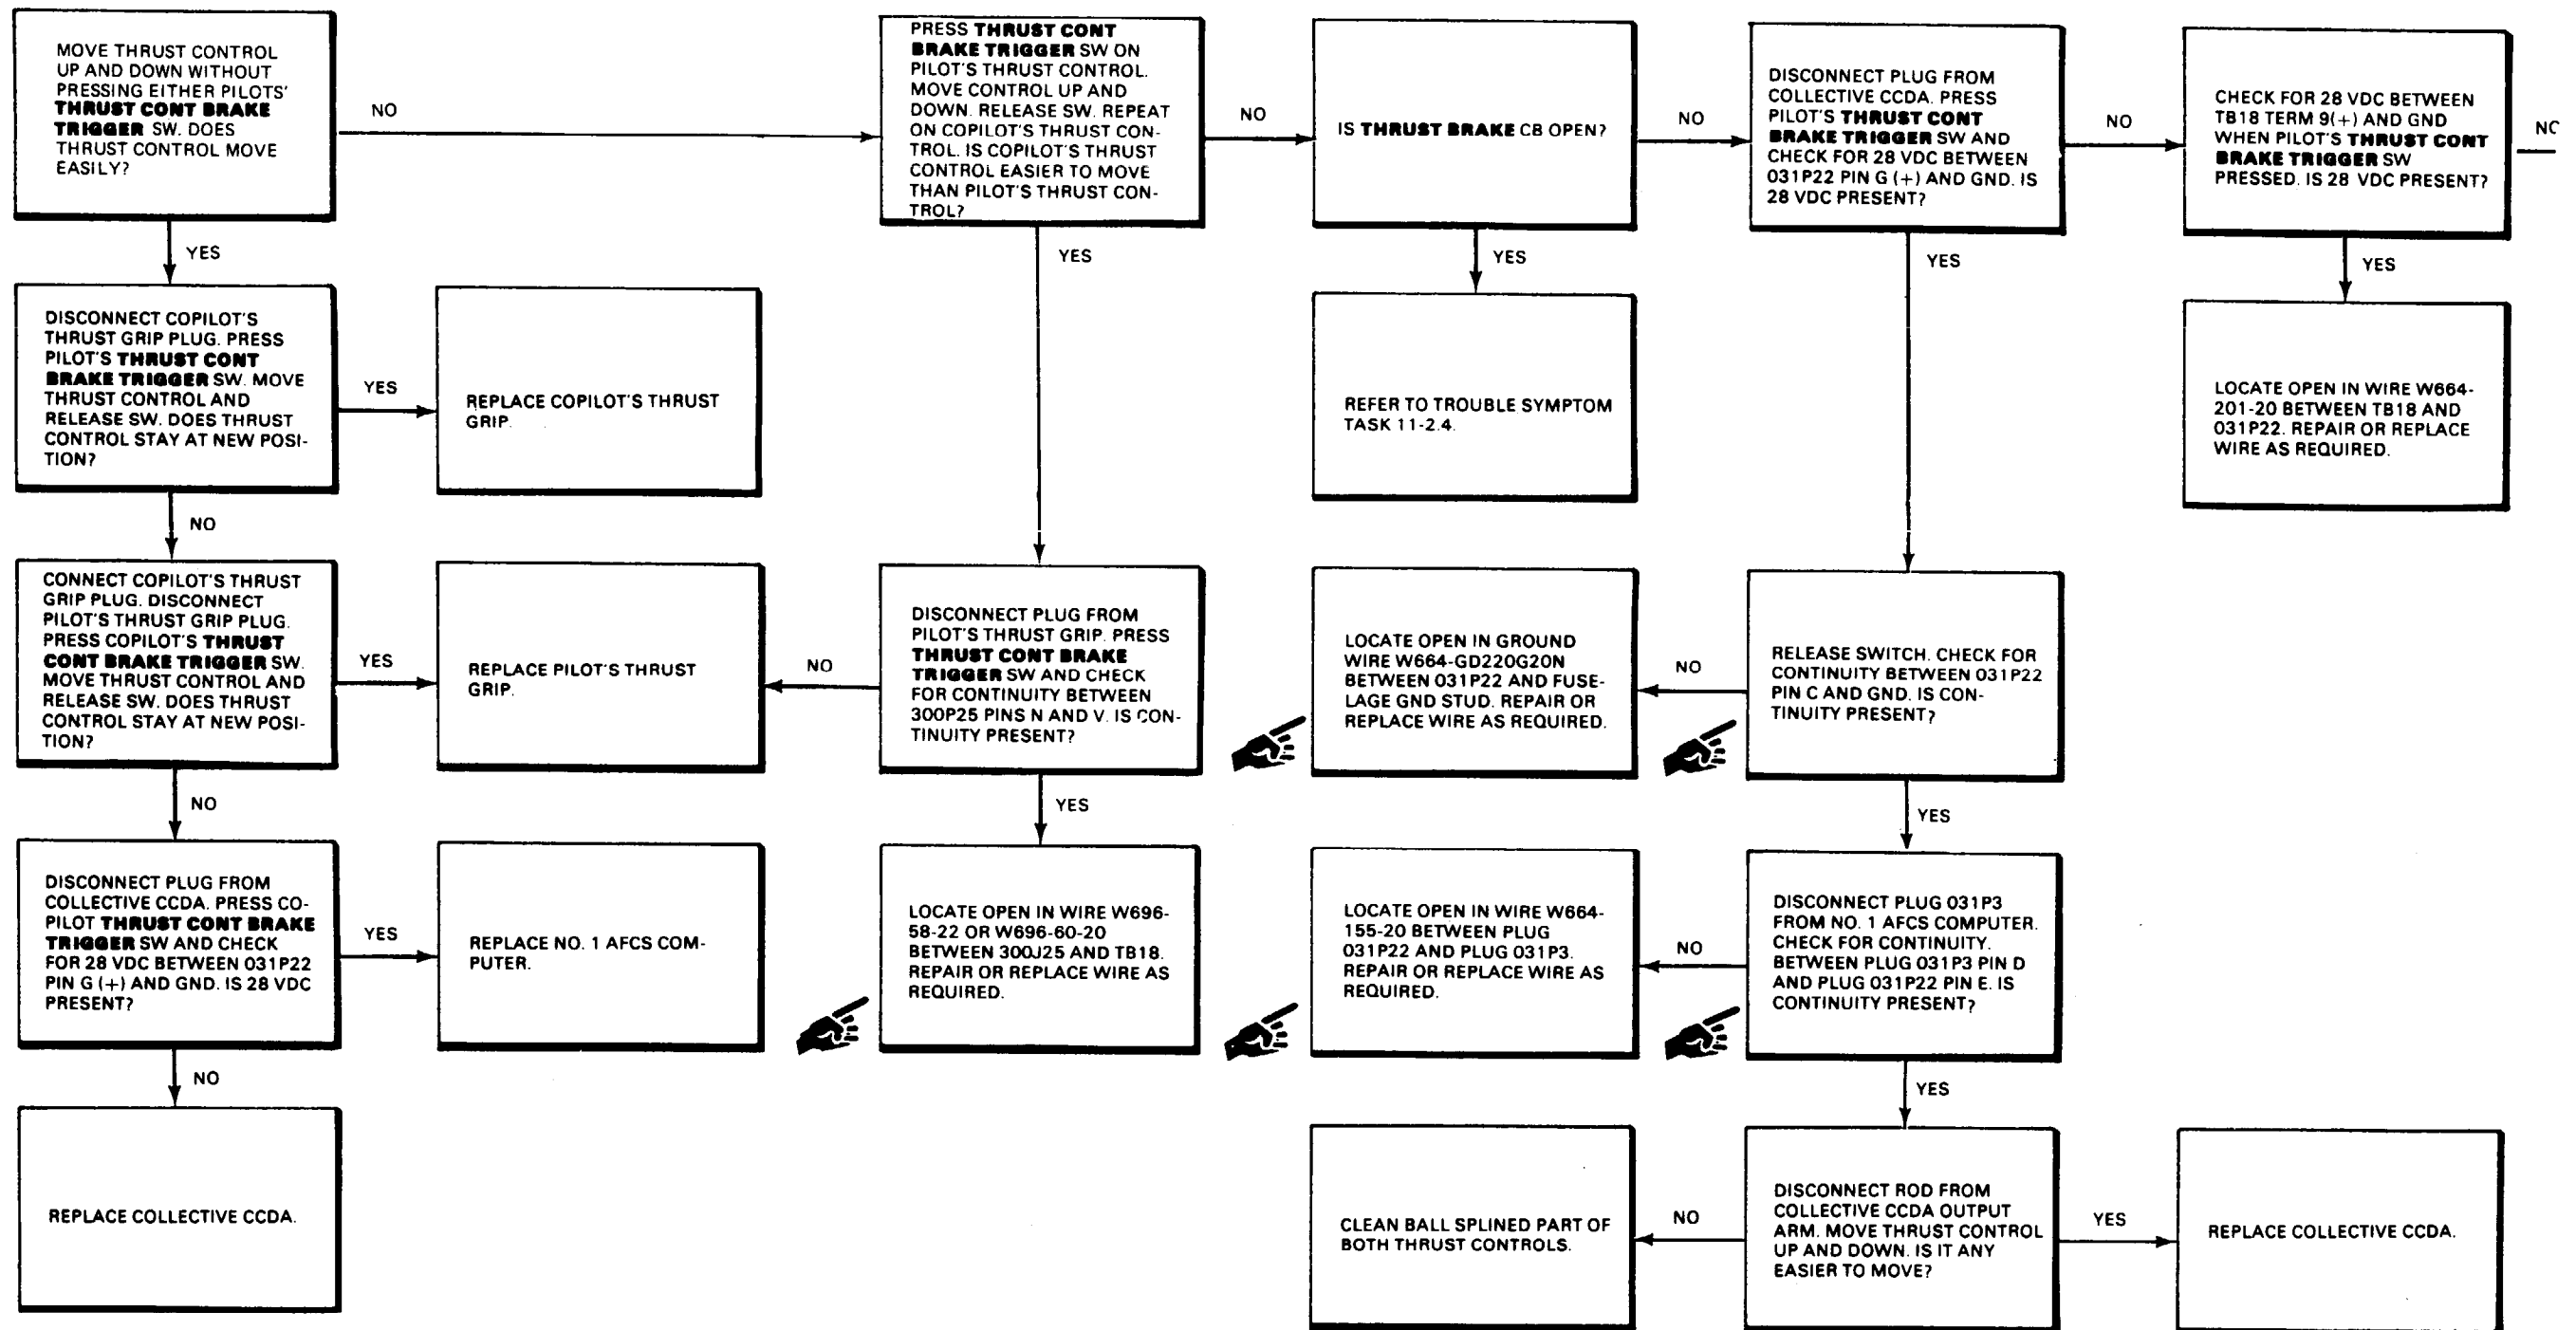 MOVE THRUST CONTROL
UP AND DOWN WITHOUT
PRESSING EITHER PILOTS'
THRUST CONT BRAKE
TRIGGER SW. DOES
THRUST CONTROL MOVE
EASILY?
NO
PRESS THRUST CONT
BRAKE TRIGGER SW ON
PILOT'S THRUST CONTROL.
MOVE CONTROL UP AND
DOWN. RELEASE SW. REPEAT
ON COPILOT'S THRUST CON-
TROL. IS COPILOT'S THRUST
CONTROL EASIER TO MOVE
THAN PILOT'S THRUST CON-
TROL?
NO
IS THRUST BRAKE CB OPEN?
NO
DISCONNECT PLUG FROM
COLLECTIVE CCDA. PRESS
PILOT'S THRUST CONT
BRAKE TRIGGER SW AND
CHECK FOR 28 VDC BETWEEN
031P22 PIN G (+) AND GND. IS
28 VDC PRESENT?
NO
CHECK FOR 28 VDC BETWEEN
TB18 TERM 9(+) AND GND
WHEN PILOT'S THRUST CONT
BRAKE TRIGGER SW
PRESSED. IS 28 VDC PRESENT?
YES
YES
YES
YES
YES
DISCONNECT COPILOT'S
THRUST GRIP PLUG. PRESS
PILOT'S THRUST CONT
BRAKE TRIGGER SW. MOVE
THRUST CONTROL AND
RELEASE SW. DOES THRUST
CONTROL STAY AT NEW POSI-
TION?
YES
REPLACE COPILOT'S THRUST
GRIP.
REFER TO TROUBLE SYMPTOM
TASK 11-2.4.
LOCATE OPEN IN WIRE W664-
201-20 BETWEEN TB18 AND
031P22. REPAIR OR REPLACE
WIRE AS REQUIRED.
NO
CONNECT COPILOT'S THRUST
GRIP PLUG. DISCONNECT
PILOT'S THRUST GRIP PLUG.
PRESS COPILOT'S THRUST
CONT BRAKE TRIGGER SW.
MOVE THRUST CONTROL AND
RELEASE SW. DOES THRUST
CONTROL STAY AT NEW POSI-
TION?
YES
REPLACE PILOT'S THRUST
GRIP.
NO
DISCONNECT PLUG FROM
PILOT'S THRUST GRIP. PRESS
THRUST CONT BRAKE
TRIGGER SW AND CHECK
FOR CONTINUITY BETWEEN
300P25 PINS N AND V. IS CON-
TINUITY PRESENT?
LOCATE OPEN IN GROUND
WIRE W664-GD220G20N
BETWEEN 031P22 AND FUSE-
LAGE GND STUD. REPAIR OR
REPLACE WIRE AS REQUIRED.
NO
RELEASE SWITCH. CHECK FOR
CONTINUITY BETWEEN 031P22
PIN C AND GND. IS CON-
TINUITY PRESENT?
NO
YES
YES
DISCONNECT PLUG FROM
COLLECTIVE CCDA. PRESS CO-
PILOT THRUST CONT BRAKE
TRIGGER SW AND CHECK
FOR 28 VDC BETWEEN 031P22
PIN G (+) AND GND. IS 28 VDC
PRESENT?
YES
REPLACE NO. 1 AFCS COM-
PUTER.
LOCATE OPEN IN WIRE W696-
58-22 OR W696-60-20
BETWEEN 300J25 AND TB18.
REPAIR OR REPLACE WIRE AS
REQUIRED.
LOCATE OPEN IN WIRE W664-
155-20 BETWEEN PLUG
031P22 AND PLUG 031P3.
REPAIR OR REPLACE WIRE AS
REQUIRED.
NO
DISCONNECT PLUG 031P3
FROM NO. 1 AFCS COMPUTER.
CHECK FOR CONTINUITY.
BETWEEN PLUG 031P3 PIN D
AND PLUG 031P22 PIN E. IS
CONTINUITY PRESENT?
NO
YES
REPLACE COLLECTIVE CCDA.
CLEAN BALL SPLINED PART OF
BOTH THRUST CONTROLS.
NO
DISCONNECT ROD FROM
COLLECTIVE CCDA OUTPUT
ARM. MOVE THRUST CONTROL
UP AND DOWN. IS IT ANY
EASIER TO MOVE?
YES
REPLACE COLLECTIVE CCDA.